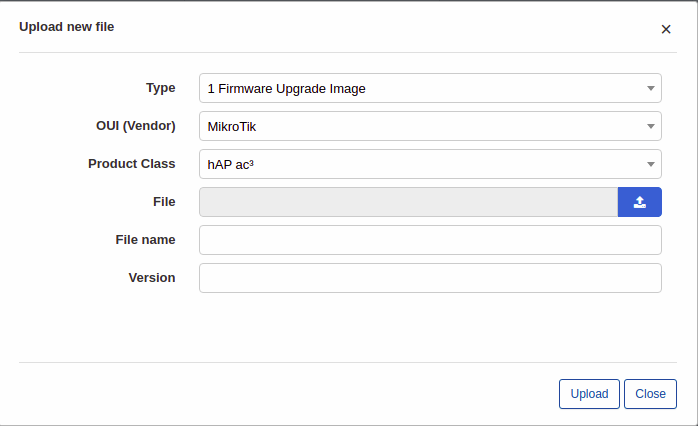 Upload new file
×
Type
1 Firmware Upgrade Image
OUI (Vendor)
MikroTik
Product Class
hAP ac³
File
File name
Version
Upload
Close